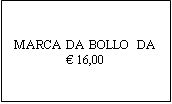 MARCA DA BOLLO DA
€ 16,00